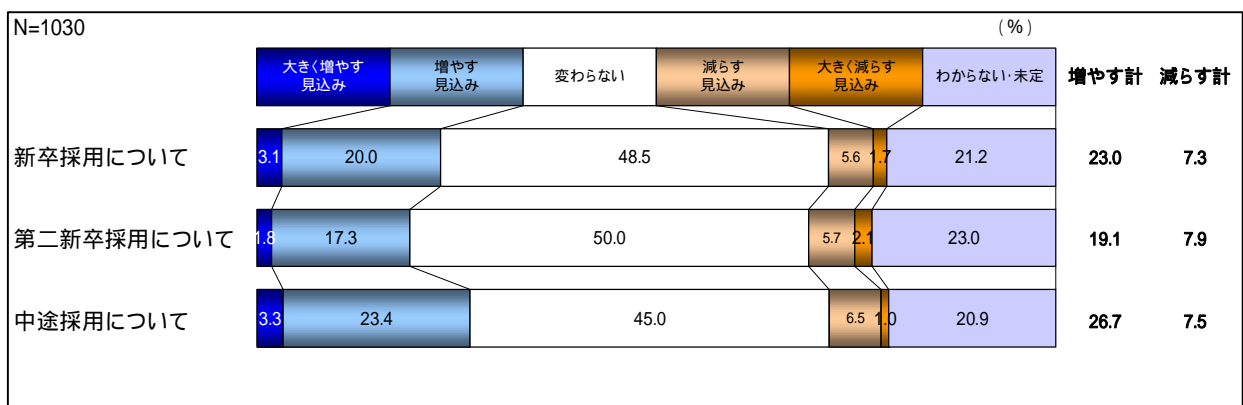 N=1030
(%)
大きく増やす
見込み
増やす
見込み
変わらない
減らす
見込み
大きく減らす
見込み
わからない・未定
増やす計
減らす計
新卒採用について
3.1
20.0
48.5
5.6
1.7
21.2
23.0
7.3
第二新卒採用について
1.8
17.3
50.0
5.7
2.1
23.0
19.1
7.9
中途採用について
3.3
23.4
45.0
6.5
1.0
20.9
26.7
7.5